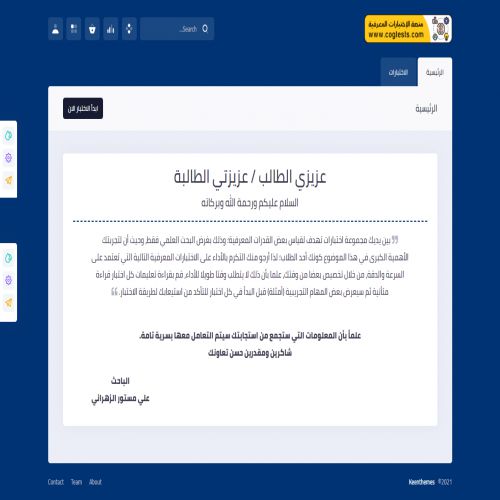 منصة الاختبارات المعرفية
www.cogtests.com
Search...
الرئيسية
الاختبارات
الرئيسية
ابدأ الاختبار الان
عزيزي الطالب / عزيزتي الطالبة
السلام عليكم ورحمة الله وبركاته
بين يديك مجموعة اختبارات تهدف لقياس بعض القدرات المعرفية؛ وذلك بغرض البحث العلمي فقط، وحيث أن لتجربتك
الأهمية الكبرى في هذا الموضوع كونك أحد الطلاب؛ لذا أرجو منك التكرم بالأداء على الاختبارات المعرفية التالية التي تعتمد على
السرعة والدقة، من خلال تخصيص بعضا من وقتك، علما بأن ذلك لا يتطلب وقتا طويلا للأداء، قم بقراءة تعليمات كل اختبار قراءة
متأنية ثم سيعرض بعض المهام التجريبية (أمثلة) قبل البدأ في كل اختبار للتأكد من استيعابك لطريقة الاختبار.
علماً بأن المعلومات التي ستجمع من استجابتك سيتم التعامل معها بسرية تامة.
شاكرين ومقدرين حسن تعاونك
الباحث
علي مستور الزهراني
Contact Team About
Keenthemes ©2021